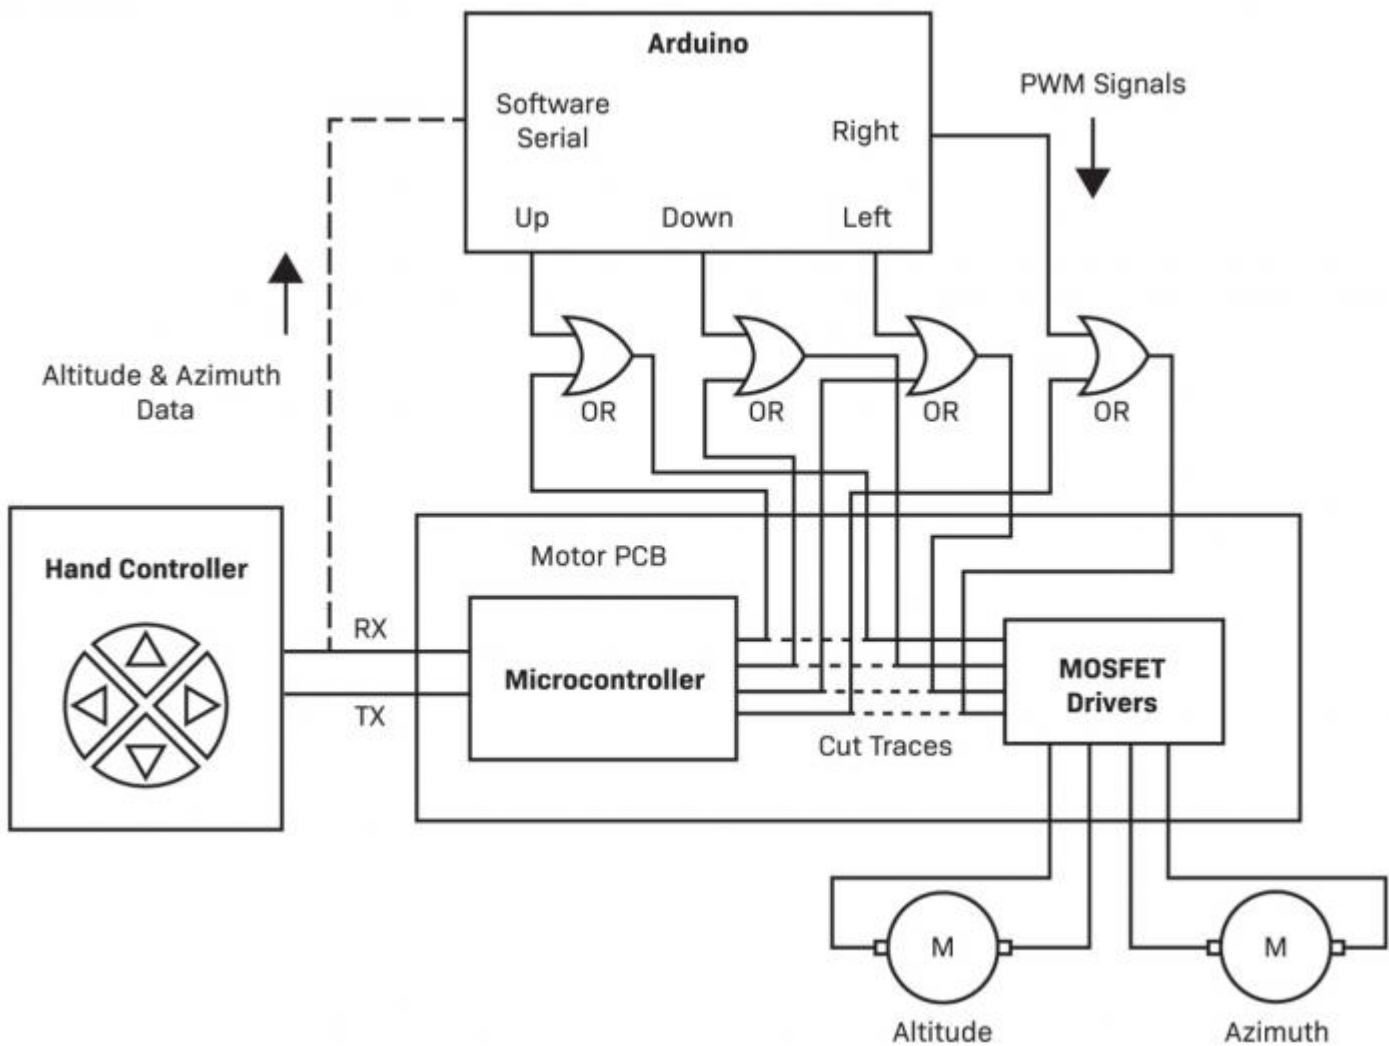 Arduino
PWM Signals
Software
Serial
Right
Up
Down
Left
Altitude & Azimuth
Data
OR
OR
OR
OR
Hand Controller
Motor PCB
RX
Microcontroller
MOSFET
Drivers
TX
Cut Traces
M
M
Altitude
Azimuth